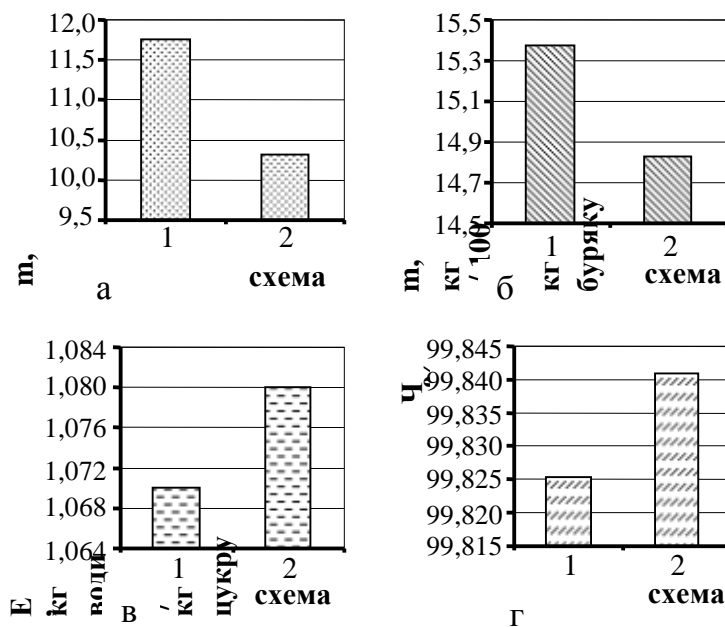 12,0
11,5
11,0
10,5
10,0
9,5
1 2
m,
а
схема
15,5
15,3
15,1
14,9
14,7
14,5
1 2
m,
кг
100
кг
буряку
б
схема
1,084
1,080
1,076
1,072
1,068
1,064
1 2
Е
кг
води
/кг
цукру
в
схема
99,845
99,840
99,835
99,830
99,825
99,820
99,815
1 2
Ч,
г
схема